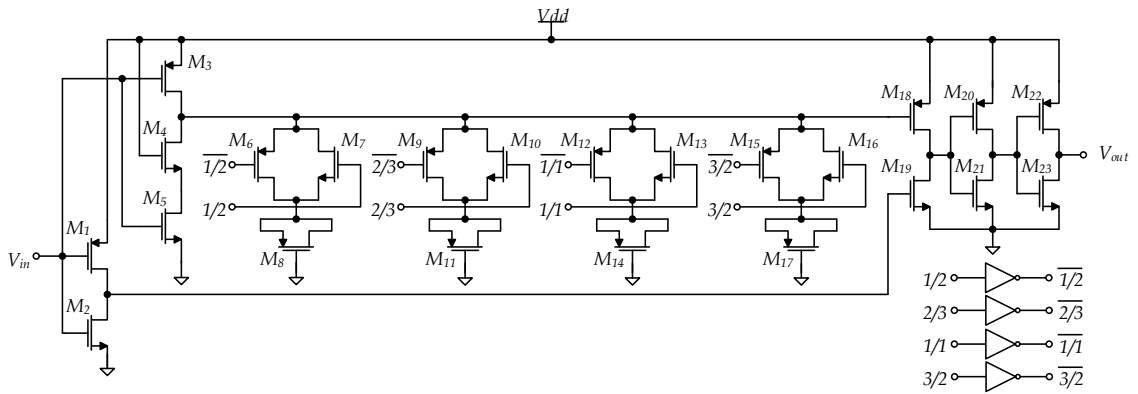 Vdd
M3
M18 M20 M22
M4 M6 M7 M9 M10 M12 M13 M15 M16
1/2 2/3 1/1 3/2
M19 M21 M23 Vout
M5 1/2 2/3 1/1 3/2
M1
Vin M8 M11 M14 M17
1/2 1/2
M2
2/3 2/3
1/1 1/1
3/2 3/2